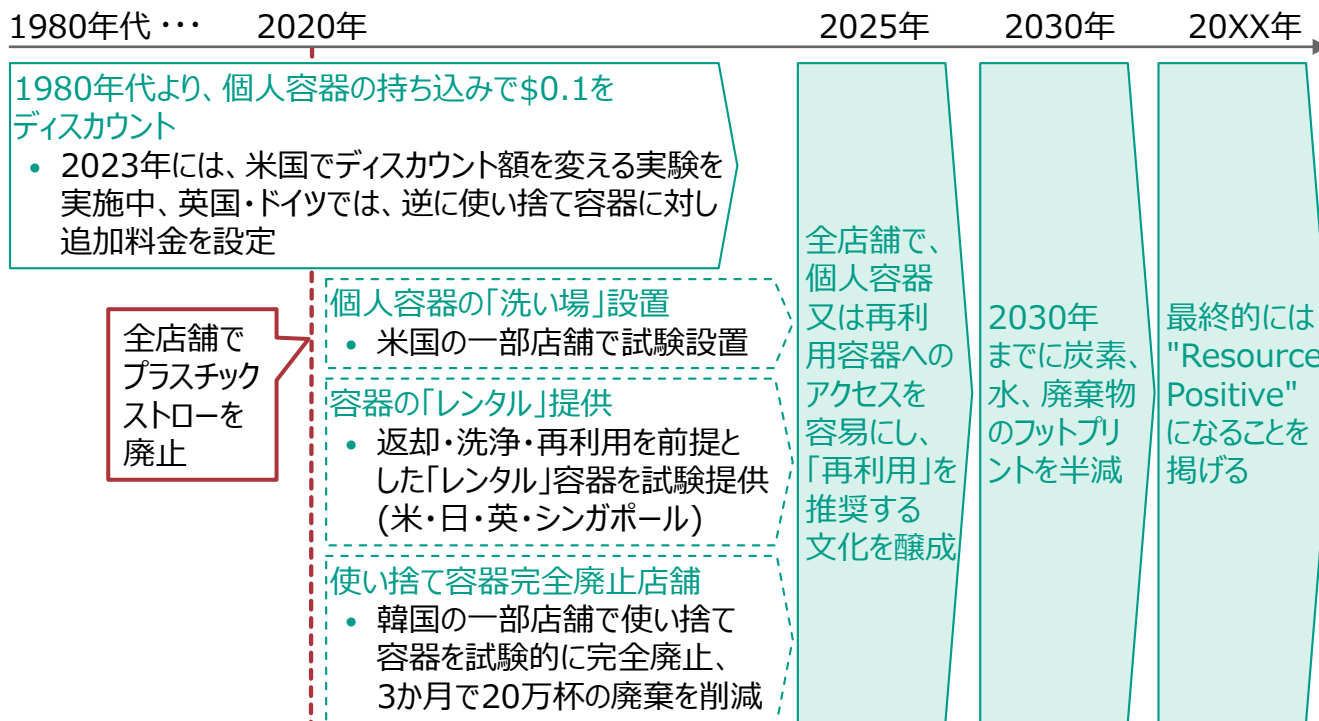 1980年代 ・・・ 2020年 2025年 2030年 20XX年
1980年代より、個人容器の持ち込みで$0.1を
ディスカウント
• 2023年には、米国でディスカウント額を変える実験を
実施中、英国・ドイツでは、逆に使い捨て容器に対し
追加料金を設定
全店舗で
プラスチック
ストローを
廃止
個人容器の「洗い場」設置
• 米国の一部店舗で試験設置
容器の「レンタル」提供
• 返却・洗浄・再利用を前提と
した「レンタル」容器を試験提供
(米・日・英・シンガポール)
使い捨て容器完全廃止店舗
• 韓国の一部店舗で使い捨て
容器を試験的に完全廃止、
3か月で20万杯の廃棄を削減
全店舗で、
個人容器
又は再利
用容器への
アクセスを
容易にし、
「再利用」を
推奨する
文化を醸成
2030年
までに炭素、
水、廃棄物
のフットプリ
ントを半減
最終的には
"Resource
Positive"
になることを
掲げる